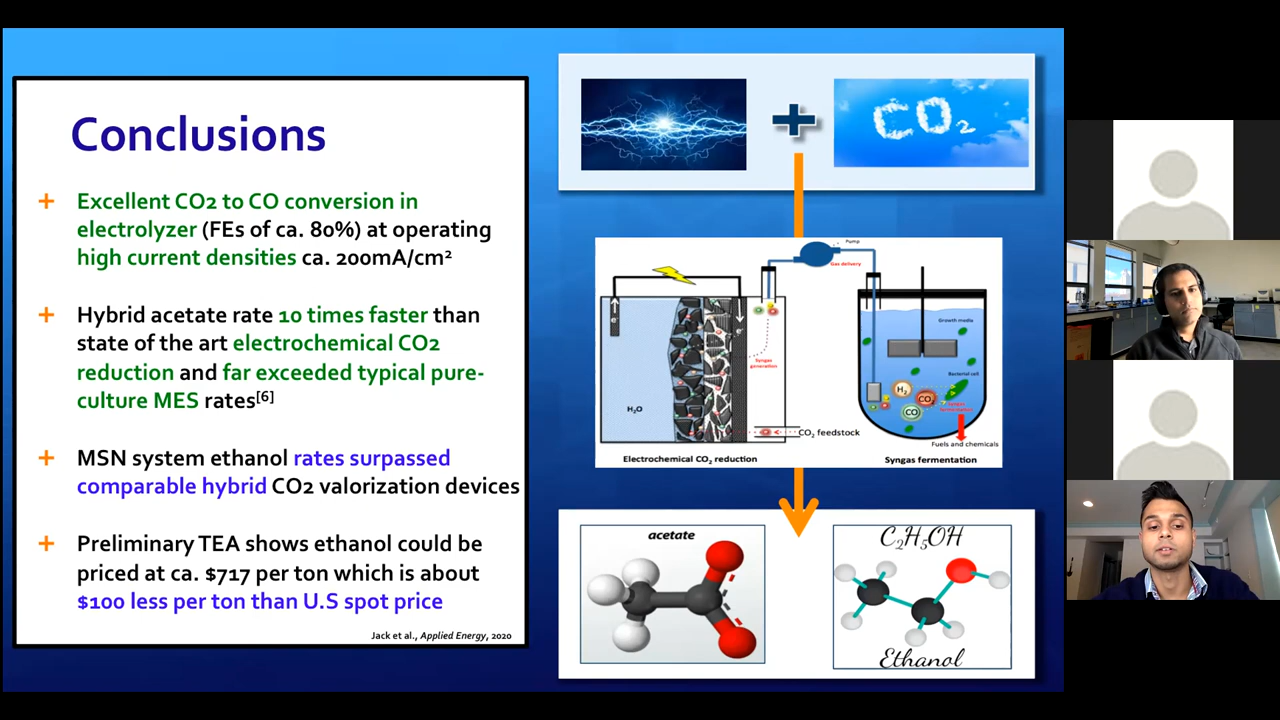 Conclusions
Excellent CO2 to CO conversion in
electrolyzer (FEs of ca. 80%) at operating
high current densities ca. 200mA/cm²
Hybrid acetate rate 10 times faster than
state of the art electrochemical CO2
reduction and far exceeded typical pure-
culture MES rates[6]
MSN system ethanol rates surpassed
comparable hybrid CO2 valorization devices
Preliminary TEA shows ethanol could be
priced at ca. $717 per ton which is about
$100 less per ton than U.S spot price
Jack et al., Applied Energy, 2020
CO₂
Pump
Gas delivery
e⁻
e⁻
Syngas
generation
H₂O
CO₂ feedstock
Electrochemical CO₂ reduction
Growth media
Bacterial cell
H₂
CO₂
CO
Syngas
fermentation
Fuels and chemicals
Syngas fermentation
acetate
C₂H₅OH
Ethanol